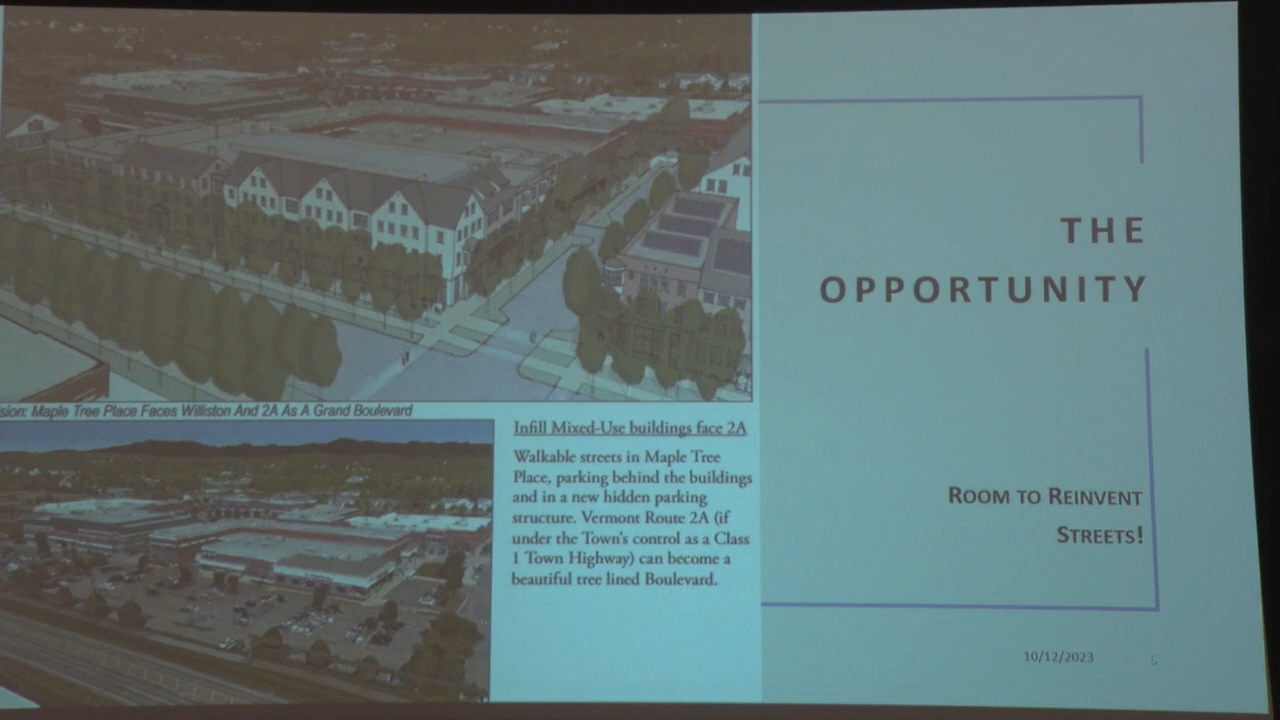 Maple Tree Place Faces Williston And 2A As A Grand Boulevard
Infill Mixed-Use buildings face 2A
Walkable streets in Maple Tree
Place, parking behind the buildings
and in a new hidden parking
structure. Vermont Route 2A (if
under the Town's control as a Class
1 Town Highway) can become a
beautiful tree lined Boulevard.
THE
OPPORTUNITY
ROOM TO REINVENT
STREETS!
10/12/2023